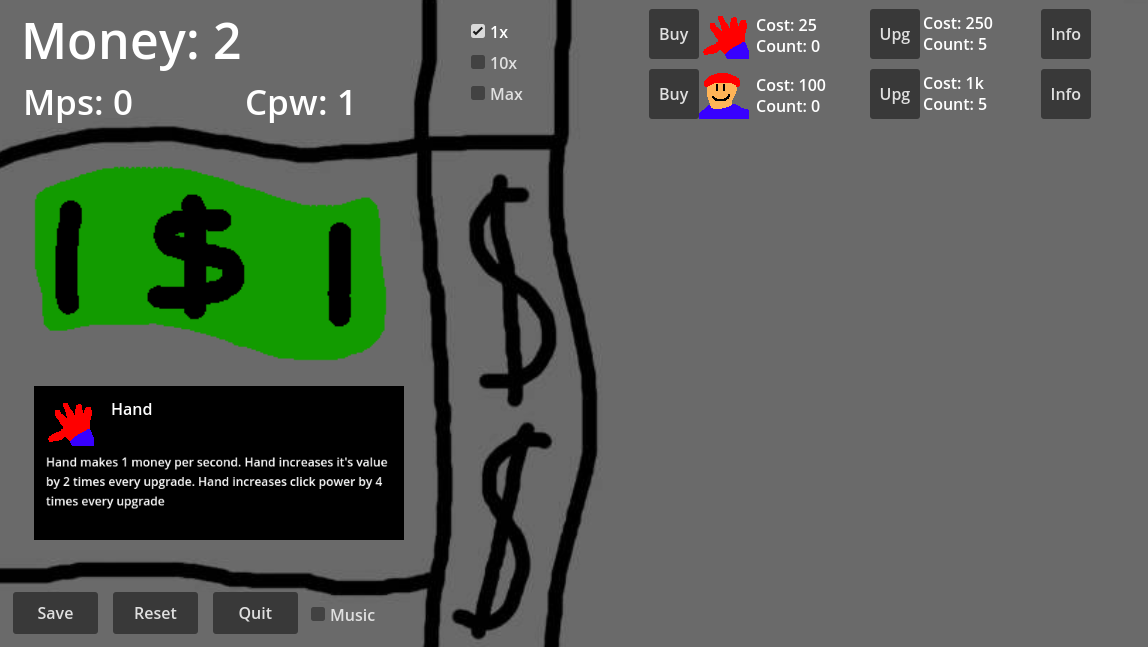 Money: 2
Mps: 0 Cpw: 1
1x
10x
Max
Buy Cost: 25 Count: 0 Upg Cost: 250 Count: 5 Info
Buy Cost: 100 Count: 0 Upg Cost: 1k Count: 5 Info
| $ |
$
$
Hand
Hand makes 1 money per second. Hand increases it's value
by 2 times every upgrade. Hand increases click power by 4
times every upgrade
Save Reset Quit Music